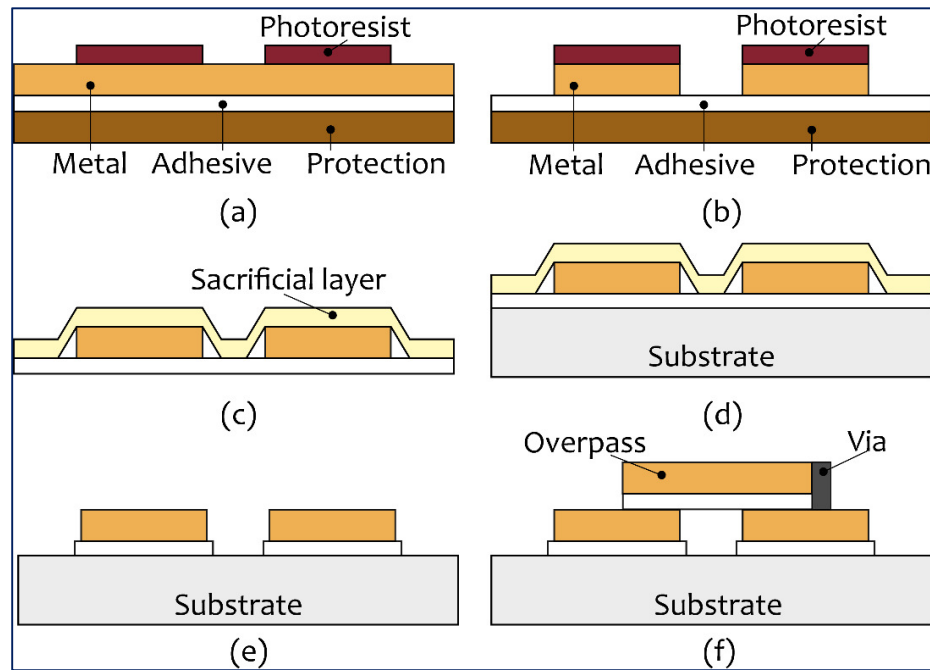 Photoresist
Photoresist
Metal
Adhesive
Protection
Metal
Adhesive
Protection
(a)
(b)
Sacrificial layer
Substrate
(c)
(d)
Overpass
Via
Substrate
Substrate
(e)
(f)